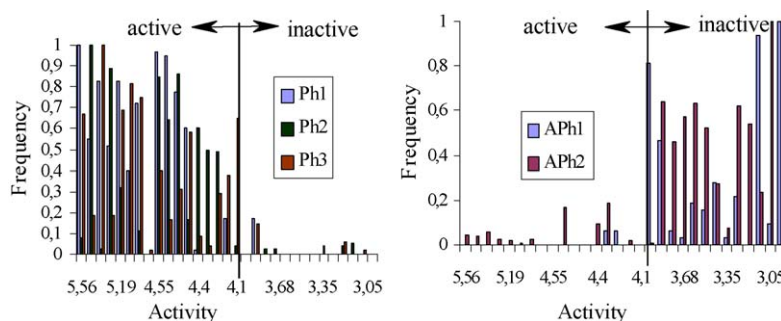 active
inactive
1
0,9
0,8
0,7
0,6
0,5
0,4
0,3
0,2
0,1
0
Frequency
Ph1
Ph2
Ph3
5,56 5,19 4,55 4,4 4,1 3,68 3,35 3,05
Activity
active
inactive
1
0,8
0,6
0,4
0,2
0
Frequency
APh1
APh2
5,56 5,19 4,55 4,4 4,1 3,68 3,35 3,05
Activity